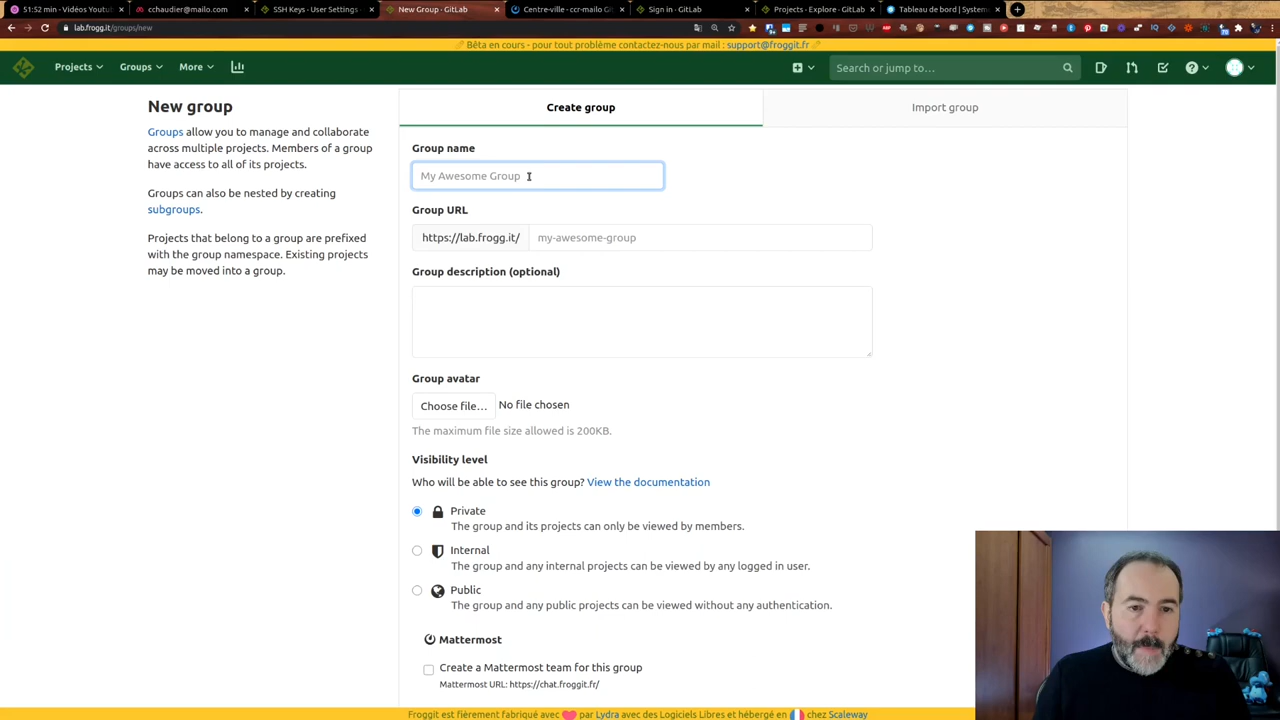 51:52 min - Vidéos Youtub
cchaudier@mailo.com
SSH Keys · User Settings
New Group · GitLab
Centre-ville - ccr-mailo Gi
Sign in · GitLab
Projects · Explore · GitLab
Tableau de bord | System
lab.frogg.it/groups/new
Bêta en cours - pour tout problème contactez-nous par mail : support@froggit.fr
Projects
Groups
More
Search or jump to…
New group
Groups allow you to manage and collaborate
across multiple projects. Members of a group
have access to all of its projects.
Groups can also be nested by creating
subgroups.
Projects that belong to a group are prefixed
with the group namespace. Existing projects
may be moved into a group.
Create group
Import group
Group name
My Awesome Group
Group URL
https://lab.frogg.it/
my-awesome-group
Group description (optional)
Group avatar
Choose file…
No file chosen
The maximum file size allowed is 200KB.
Visibility level
Who will be able to see this group? View the documentation
Private
The group and its projects can only be viewed by members.
Internal
The group and any internal projects can be viewed by any logged in user.
Public
The group and any public projects can be viewed without any authentication.
Mattermost
Create a Mattermost team for this group
Mattermost URL: https://chat.froggit.fr/
Froggit est fièrement fabriqué avec par Lydra avec des Logiciels Libres et hébergé en chez Scaleway